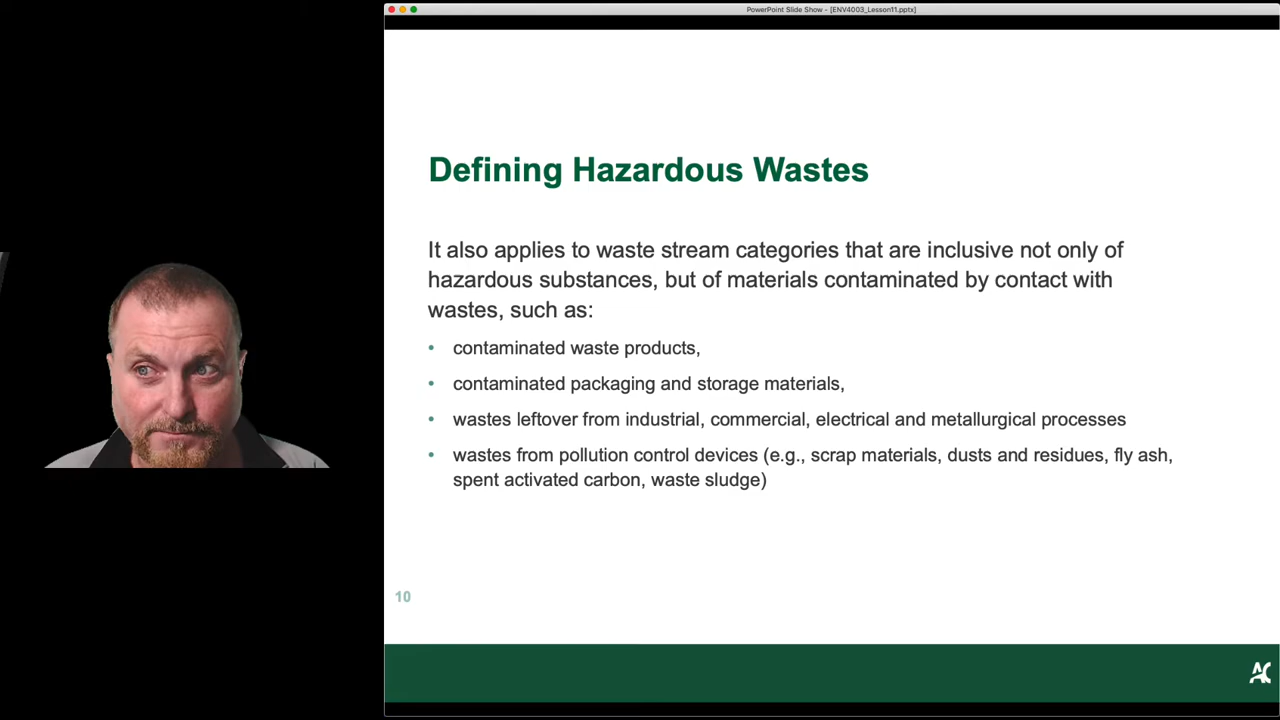 PowerPoint Slide Show - [ENV4003_Lesson11.pptx]
Defining Hazardous Wastes
It also applies to waste stream categories that are inclusive not only of
hazardous substances, but of materials contaminated by contact with
wastes, such as:
• contaminated waste products,
• contaminated packaging and storage materials,
• wastes leftover from industrial, commercial, electrical and metallurgical processes
• wastes from pollution control devices (e.g., scrap materials, dusts and residues, fly ash,
spent activated carbon, waste sludge)
10
AC